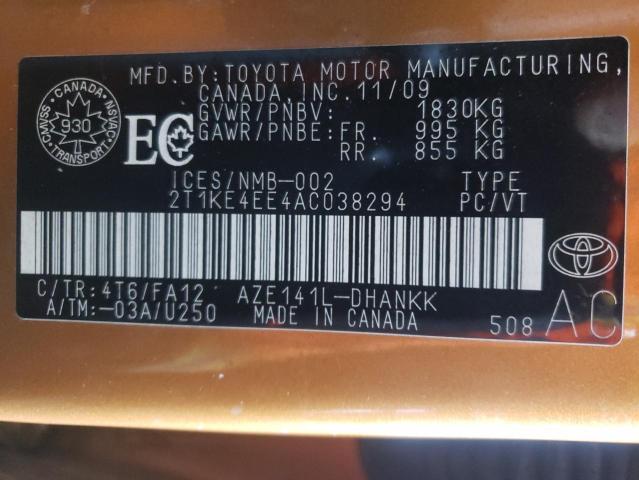 MFD. BY: TOYOTA MOTOR MANUFACTURING,
CANADA, INC. 11/09
GVWR/PNBV: 1830KG
GAWR/PNBE: FR. 995 KG
RR. 855 KG
CANADA
930
TRANSPORT
CMVSS
NSVAC
EC
ICES/NMB-002 TYPE
2T1KE4EE4AC038294 PC/VT
C/TR: 4T6/FA12 AZE141L-DHANKK
A/TM: -03A/U250 MADE IN CANADA
508 AC